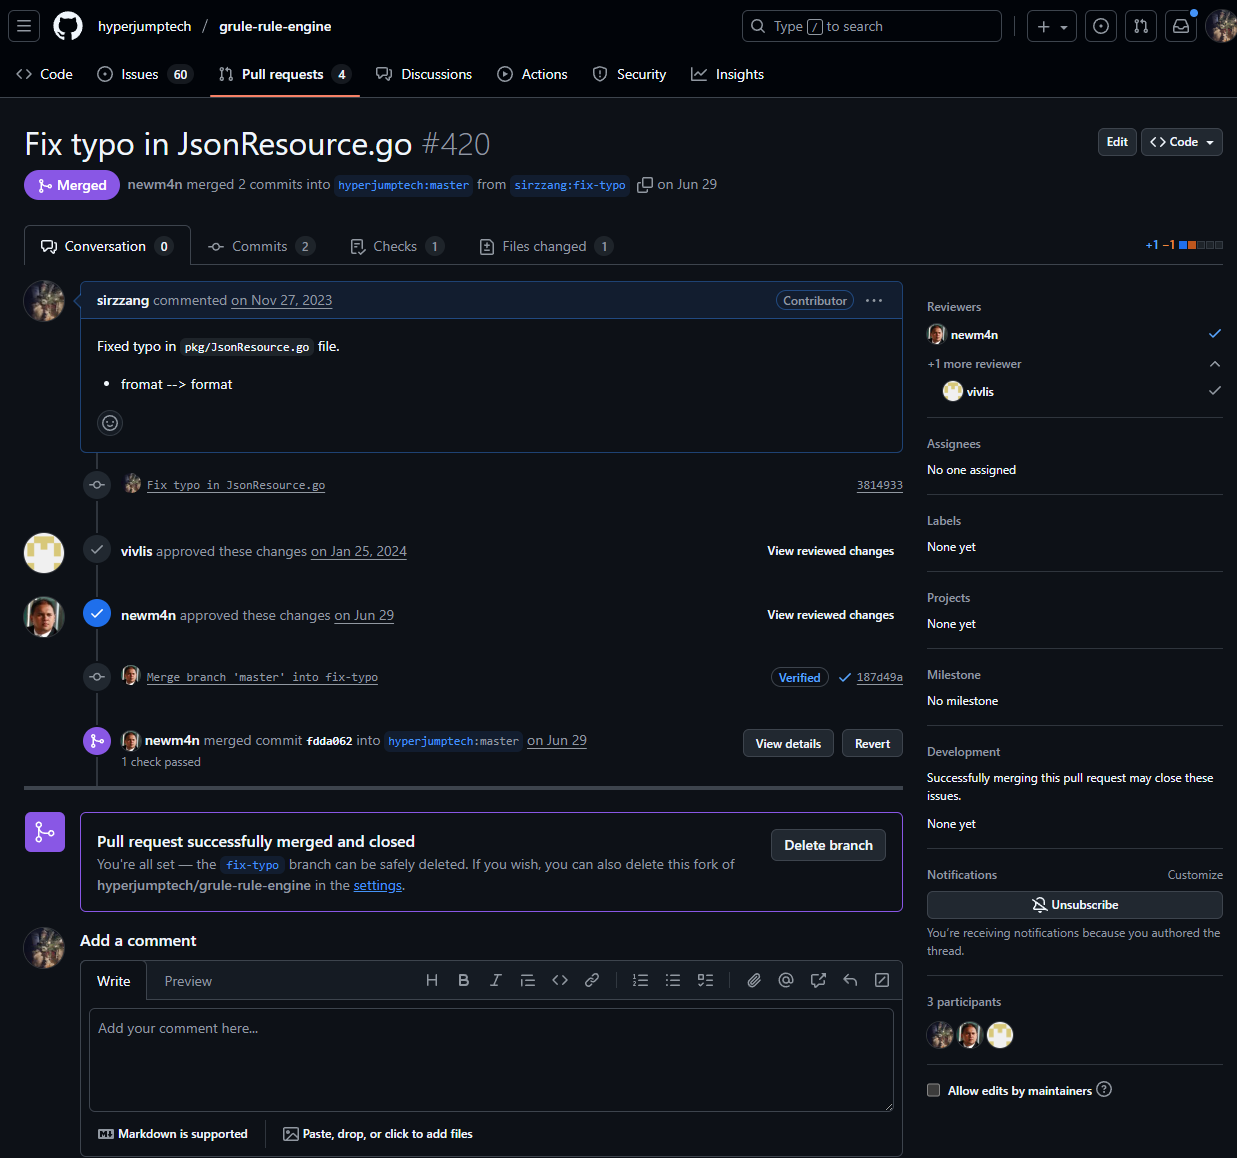 hyperjumptech / grule-rule-engine
Type / to search
Code
Issues 60
Pull requests 4
Discussions
Actions
Security
Insights
Fix typo in JsonResource.go #420
Edit
Code
Merged
newm4n merged 2 commits into hyperjumptech:master from sirzzang:fix-typo on Jun 29
Conversation 0
Commits 2
Checks 1
Files changed 1
+1 −1
sirzzang commented on Nov 27, 2023
Contributor
Fixed typo in pkg/JsonResource.go file.
• fromat --> format
Fix typo in JsonResource.go
3814933
vivlis approved these changes on Jan 25, 2024
View reviewed changes
newm4n approved these changes on Jun 29
View reviewed changes
Merge branch 'master' into fix-typo
Verified
187d49a
newm4n merged commit fdda062 into hyperjumptech:master on Jun 29
1 check passed
View details
Revert
Pull request successfully merged and closed
You're all set — the fix-typo branch can be safely deleted. If you wish, you can also delete this fork of
hyperjumptech/grule-rule-engine in the settings.
Delete branch
Add a comment
Write
Preview
Add your comment here...
Markdown is supported
Paste, drop, or click to add files
Reviewers
newm4n
+1 more reviewer
vivlis
Assignees
No one assigned
Labels
None yet
Projects
None yet
Milestone
No milestone
Development
Successfully merging this pull request may close these
issues.
None yet
Notifications
Customize
Unsubscribe
You're receiving notifications because you authored the
thread.
3 participants
Allow edits by maintainers